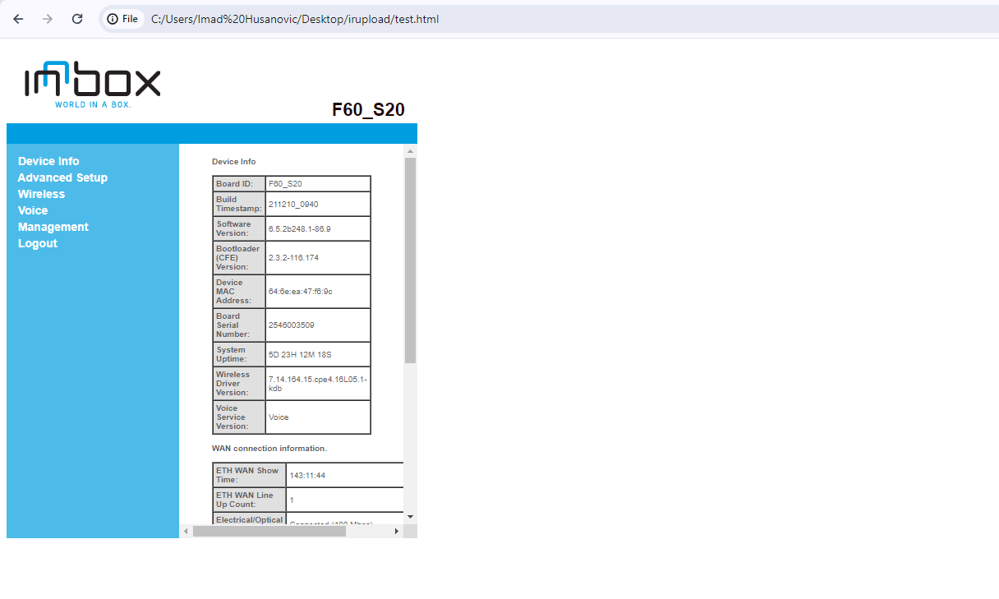 File C:/Users/Imad%20Husanovic/Desktop/irupload/test.html
innbox
WORLD IN A BOX.
F60_S20
Device Info
Advanced Setup
Wireless
Voice
Management
Logout
Device Info
Board ID: F60_S20
Build
Timestamp: 211210_0940
Software
Version: 6.5.2b248.1-86.9
Bootloader
(CFE)
Version: 2.3.2-116.174
Device
MAC
Address: 64:6e:ea:47:f6:9c
Board
Serial
Number: 2546003509
System
Uptime: 5D 23H 12M 18S
Wireless
Driver
Version: 7.14.164.15.cpe4.16L05.1-
kdb
Voice
Service
Version: Voice
WAN connection information.
ETH WAN Show
Time: 143:11:44
ETH WAN Line
Up Count: 1
Electrical/Optical Connected (100 Mbps)